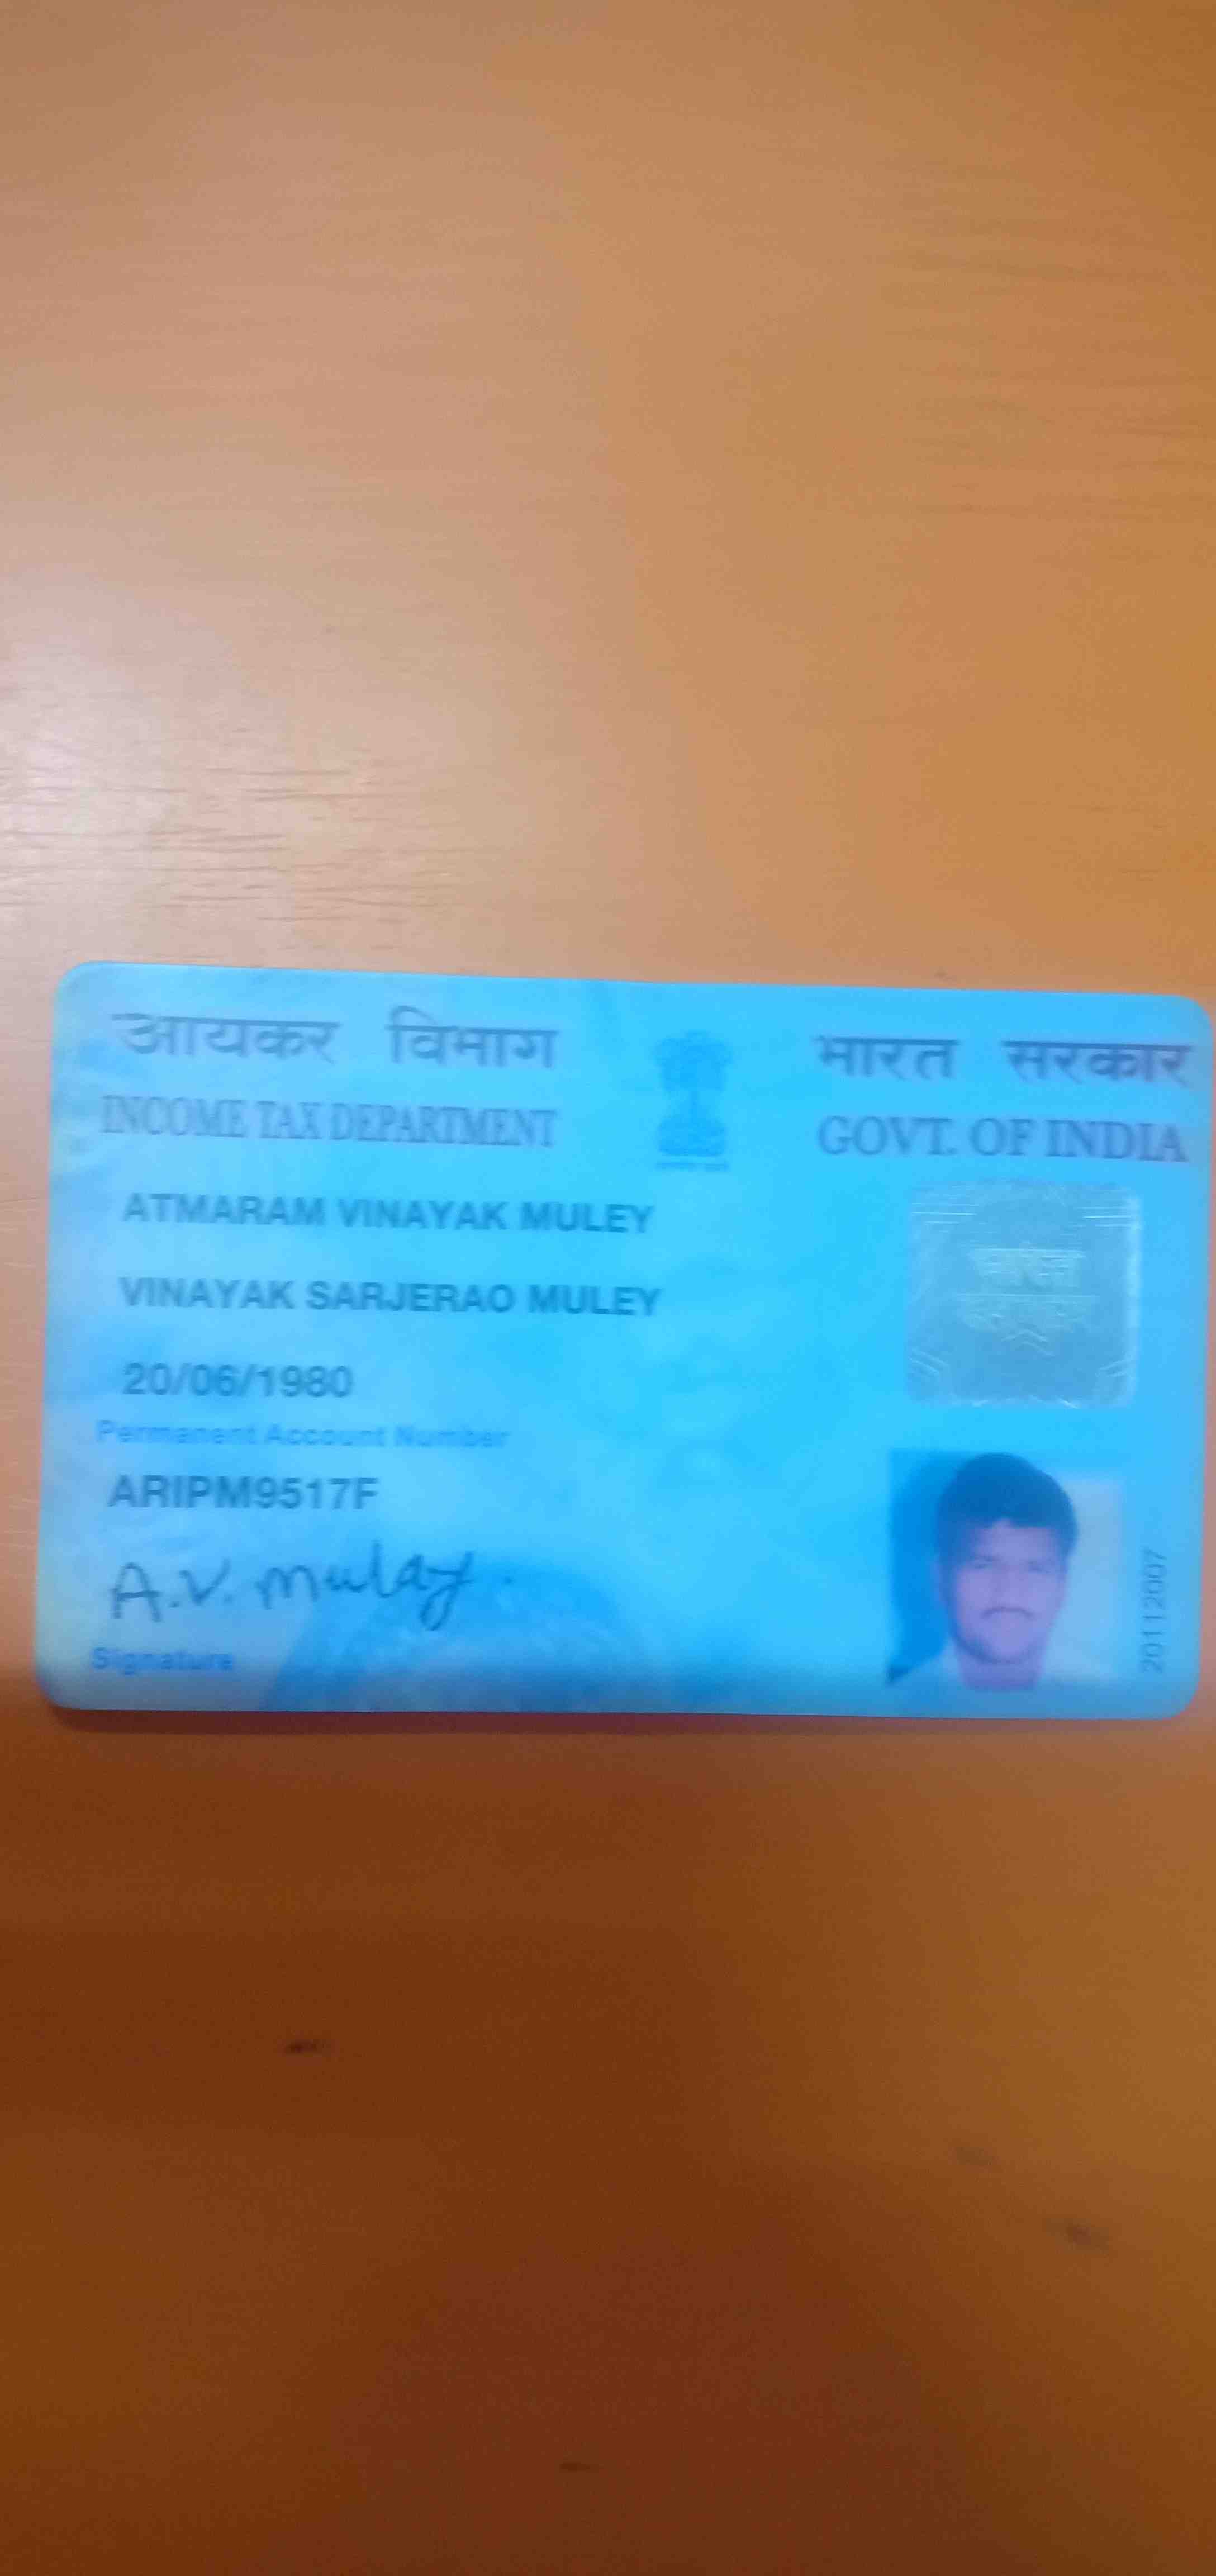 आयकर विभाग
भारत सरकार
INCOME TAX DEPARTMENT
GOVT. OF INDIA
ATMARAM VINAYAK MULEY
VINAYAK SARJERAO MULEY
20/06/1980
Permanent Account Number
ARIPM9517F
A.V. Mulay.
Signature
20112007